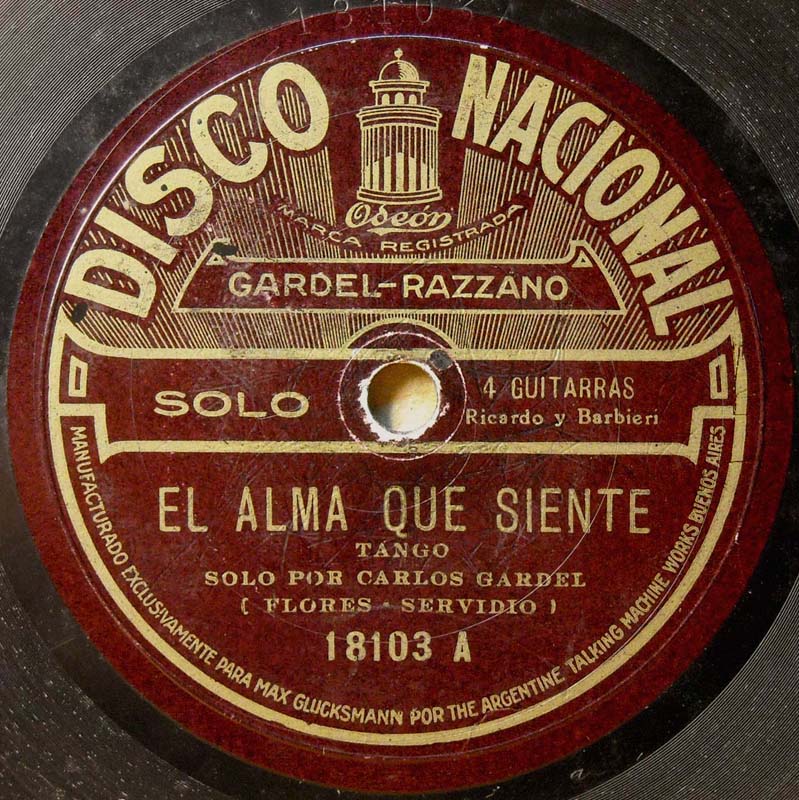 18103
DISCO NACIONAL
Odeón
MARCA REGISTRADA
GARDEL-RAZZANO
SOLO
4 GUITARRAS
Ricardo y Barbieri
EL ALMA QUE SIENTE
TANGO
SOLO POR CARLOS GARDEL
( FLORES - SERVIDIO )
18103 A
MANUFACTURADO EXCLUSIVAMENTE PARA MAX GLUCKSMANN POR THE ARGENTINE TALKING MACHINE WORKS BUENOS AIRES